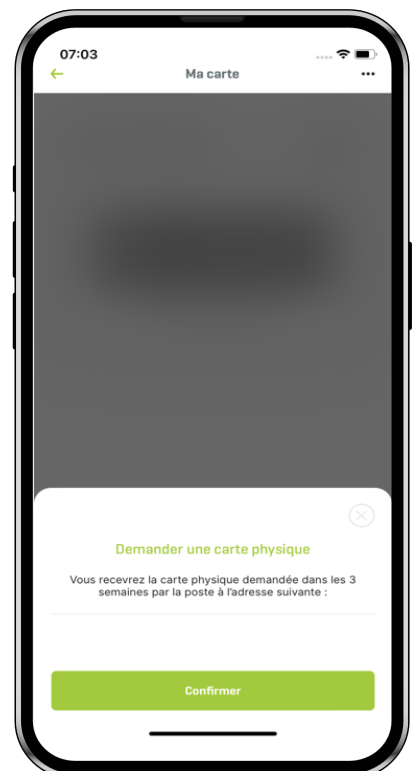 07:03
Ma carte
Demander une carte physique
Vous recevrez la carte physique demandée dans les 3
semaines par la poste à l'adresse suivante :
Confirmer